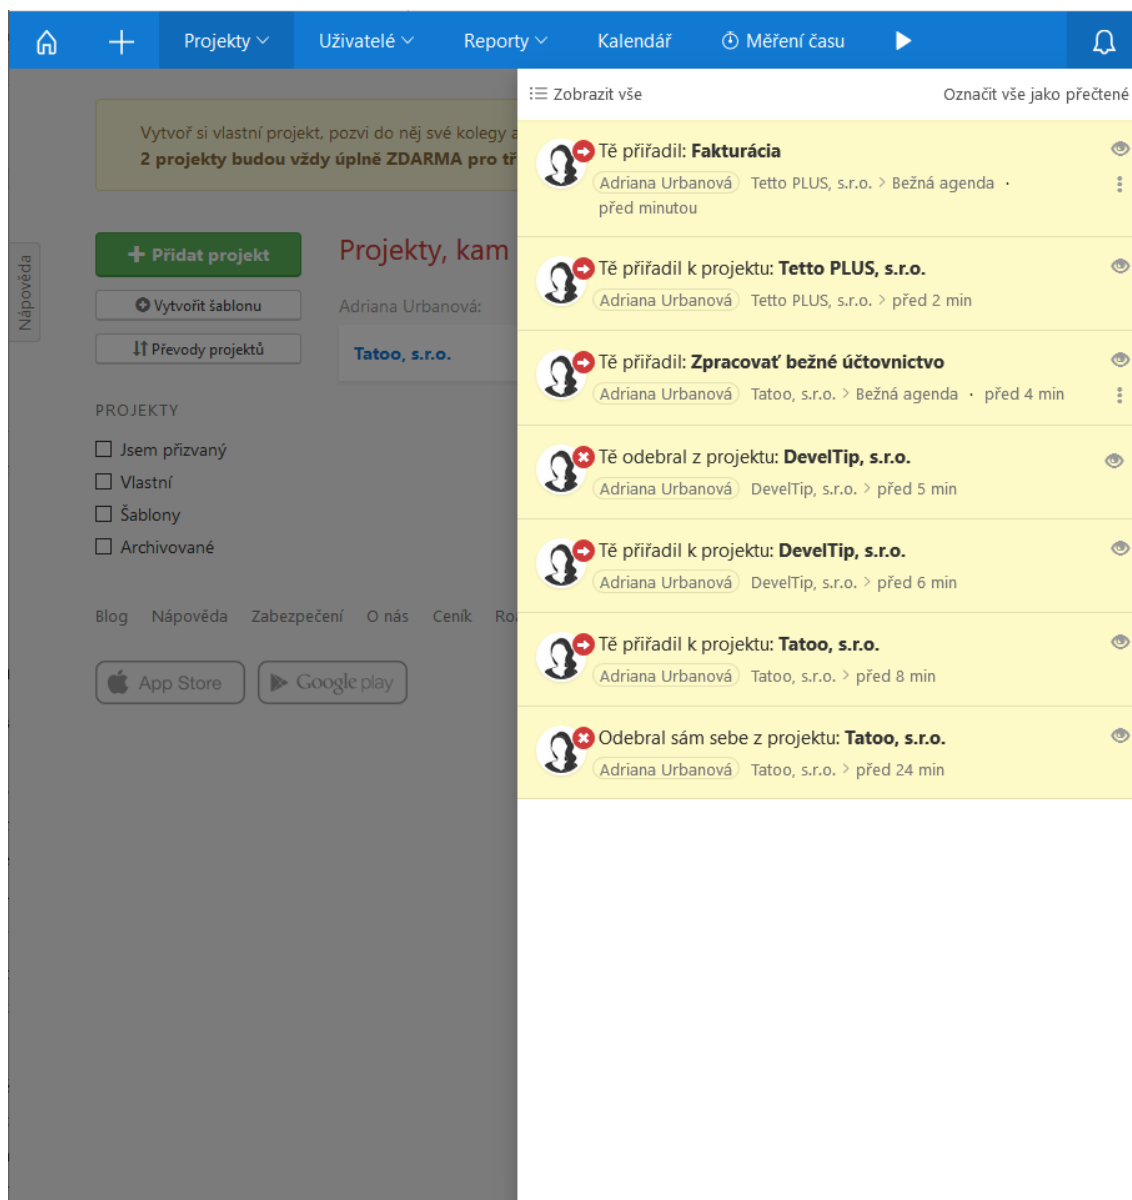 Projekty Uživatelé Reporty Kalendář Měření času
Zobrazit vše Označit vše jako přečtené
Vytvoř si vlastní projekt, pozvi do něj své kolegy a
2 projekty budou vždy úplně ZDARMA pro tř
Nápověda
Přidat projekt
Vytvořit šablonu
Převody projektů
Projekty, kam
Adriana Urbanová:
Tatoo, s.r.o.
PROJEKTY
Jsem přizvaný
Vlastní
Šablony
Archivované
Blog Nápověda Zabezpečení O nás Ceník Roa
App Store Google play
Tě přiřadil: Fakturácia
Adriana Urbanová Tetto PLUS, s.r.o. > Bežná agenda ·
před minutou
Tě přiřadil k projektu: Tetto PLUS, s.r.o.
Adriana Urbanová Tetto PLUS, s.r.o. > před 2 min
Tě přiřadil: Zpracovať bežné účtovnictvo
Adriana Urbanová Tatoo, s.r.o. > Bežná agenda · před 4 min
Tě odebral z projektu: DevelTip, s.r.o.
Adriana Urbanová DevelTip, s.r.o. > před 5 min
Tě přiřadil k projektu: DevelTip, s.r.o.
Adriana Urbanová DevelTip, s.r.o. > před 6 min
Tě přiřadil k projektu: Tatoo, s.r.o.
Adriana Urbanová Tatoo, s.r.o. > před 8 min
Odebral sám sebe z projektu: Tatoo, s.r.o.
Adriana Urbanová Tatoo, s.r.o. > před 24 min